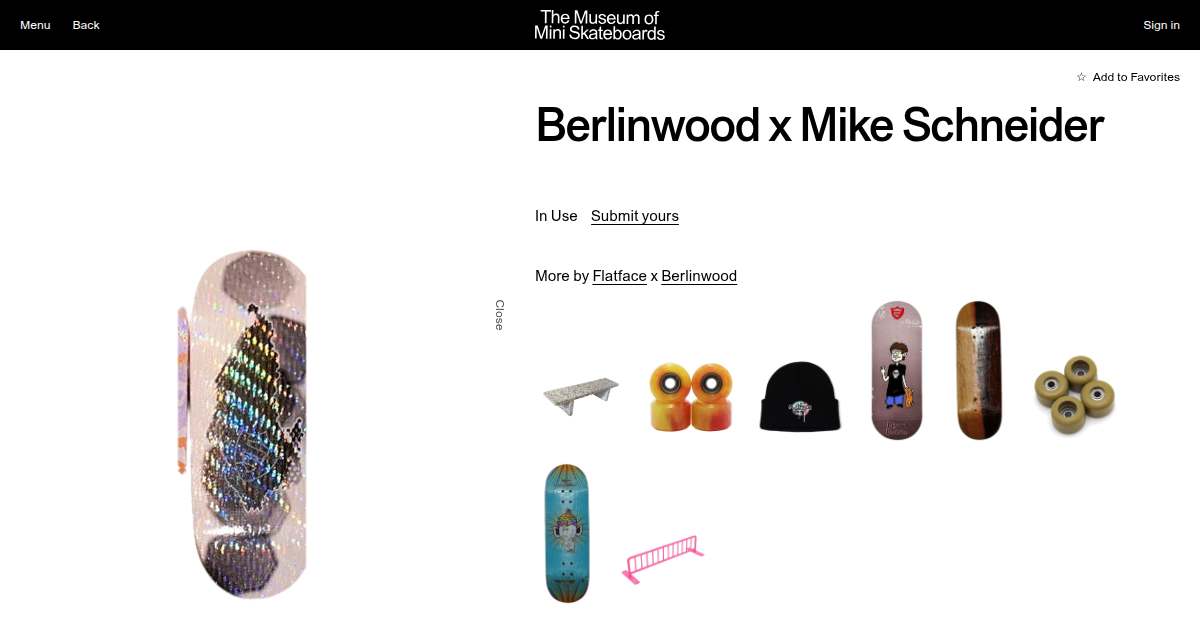 Menu Back
The Museum of
Mini Skateboards
Sign in
☆ Add to Favorites
Berlinwood x Mike Schneider
In Use Submit yours
More by Flatface x Berlinwood
Close